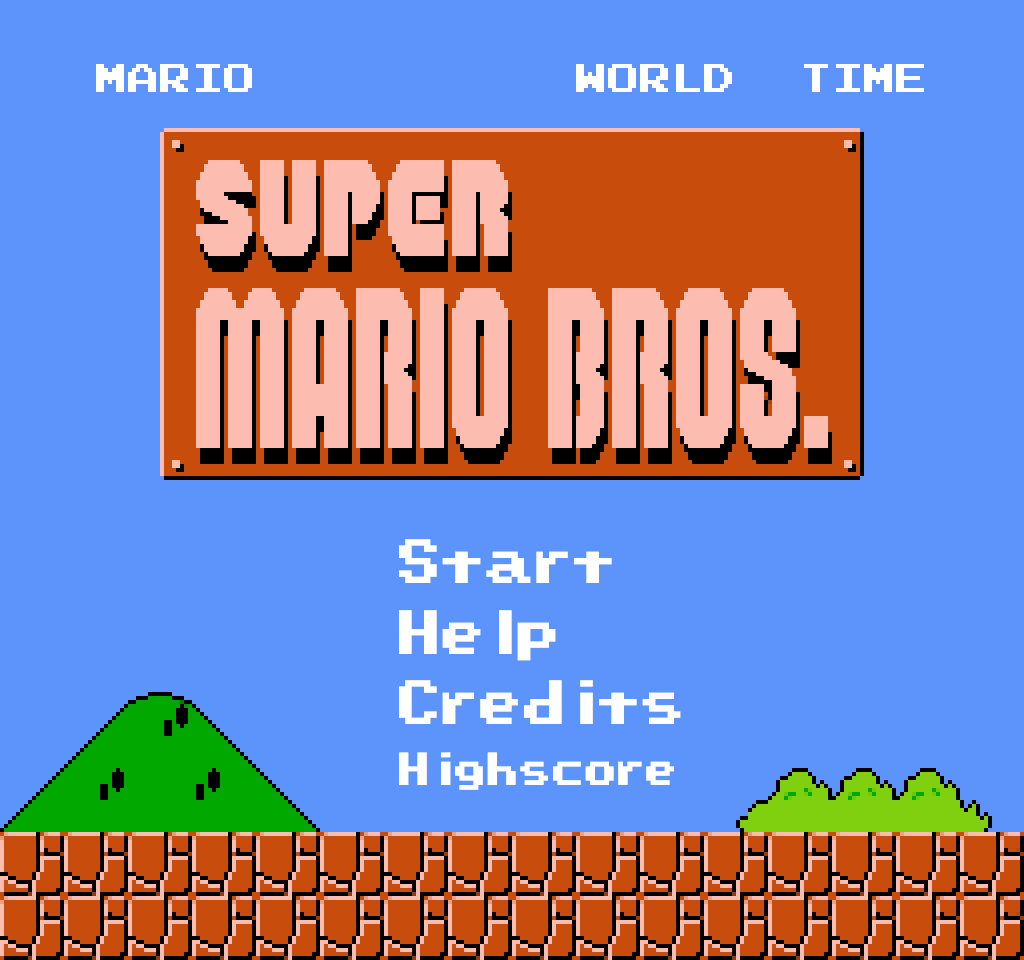 MARIO WORLD TIME
SUPER
MARIO BROS.
Start
Help
Credits
Highscore